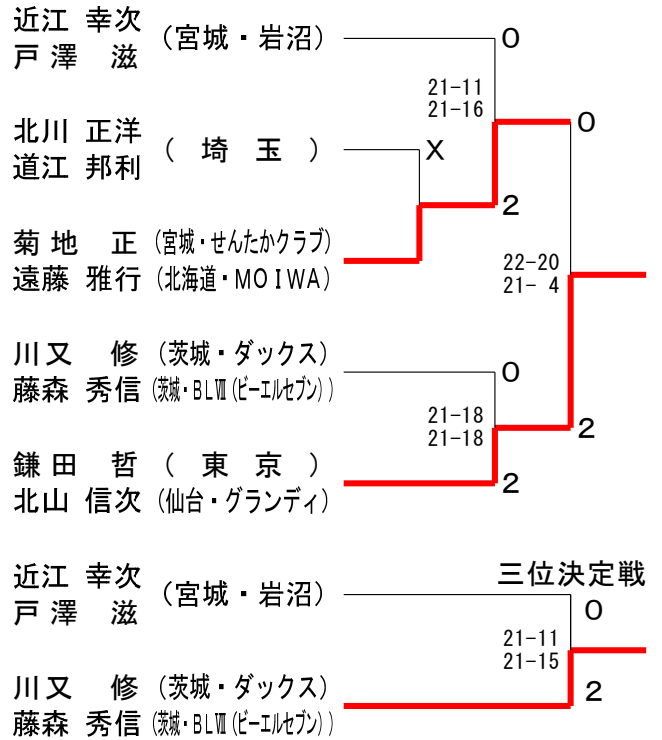 近江 幸次 (宮城・岩沼) 0
戸澤 滋
21-11
21-16
0
北川 正洋 ( 埼 玉 ) X
道江 邦利
2
菊地 正 (宮城・せんたかクラブ)
遠藤 雅行 (北海道・MOIWA)
22-20
21- 4
川又 修 (茨城・ダックス) 0
藤森 秀信 (茨城・BLⅦ(ビーエルセブン))
21-18
21-18
2
鎌田 哲 ( 東 京 )
北山 信次 (仙台・グランディ) 2
三位決定戦
近江 幸次 (宮城・岩沼) 0
戸澤 滋
21-11
21-15
川又 修 (茨城・ダックス) 2
藤森 秀信 (茨城・BLⅦ(ビーエルセブン))